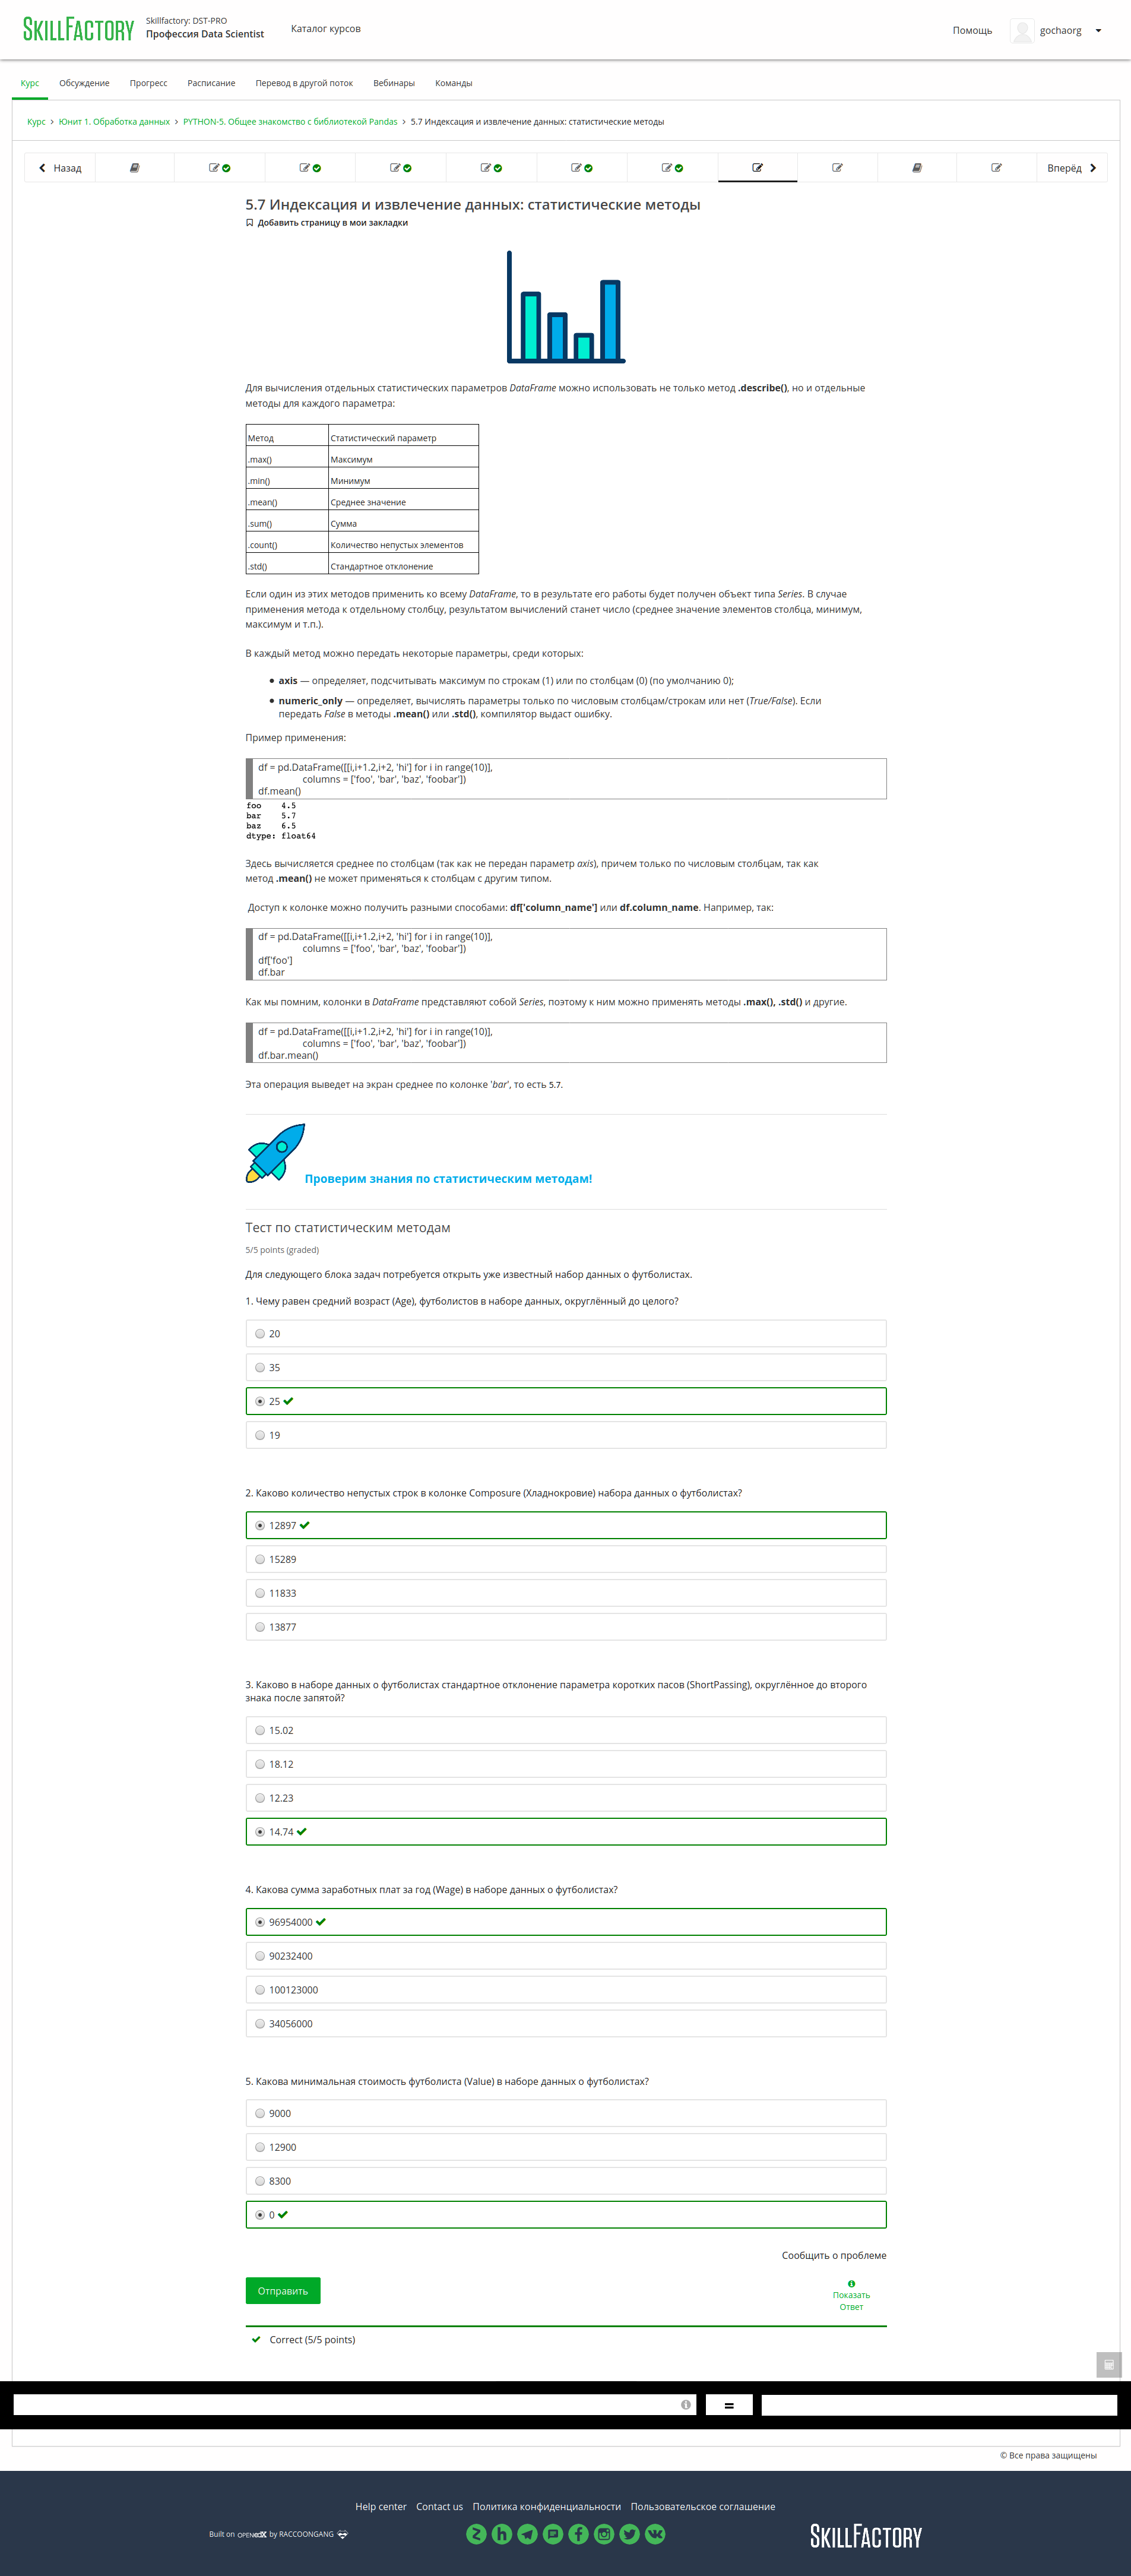 SKILLFACTORY
Skillfactory: DST-PRO
Профессия Data Scientist
Каталог курсов
Помощь
gochaorg
Курс
Обсуждение
Прогресс
Расписание
Перевод в другой поток
Вебинары
Команды
Курс > Юнит 1. Обработка данных > PYTHON-5. Общее знакомство с библиотекой Pandas > 5.7 Индексация и извлечение данных: статистические методы
Назад
Вперёд
5.7 Индексация и извлечение данных: статистические методы
Добавить страницу в мои закладки
Для вычисления отдельных статистических параметров DataFrame можно использовать не только метод .describe(), но и отдельные
методы для каждого параметра:
Метод Статистический параметр
.max() Максимум
.min() Минимум
.mean() Среднее значение
.sum() Сумма
.count() Количество непустых элементов
.std() Стандартное отклонение
Если один из этих методов применить ко всему DataFrame, то в результате его работы будет получен объект типа Series. В случае
применения метода к отдельному столбцу, результатом вычислений станет число (среднее значение элементов столбца, минимум,
максимум и т.п.).
В каждый метод можно передать некоторые параметры, среди которых:
axis — определяет, подсчитывать максимум по строкам (1) или по столбцам (0) (по умолчанию 0);
numeric_only — определяет, вычислять параметры только по числовым столбцам/строкам или нет (True/False). Если
передать False в методы .mean() или .std(), компилятор выдаст ошибку.
Пример применения:
df = pd.DataFrame([[i,i+1.2,i+2, 'hi'] for i in range(10)],
columns = ['foo', 'bar', 'baz', 'foobar'])
df.mean()
foo 4.5
bar 5.7
baz 6.5
dtype: float64
Здесь вычисляется среднее по столбцам (так как не передан параметр axis), причем только по числовым столбцам, так как
метод .mean() не может применяться к столбцам с другим типом.
Доступ к колонке можно получить разными способами: df['column_name'] или df.column_name. Например, так:
df = pd.DataFrame([[i,i+1.2,i+2, 'hi'] for i in range(10)],
columns = ['foo', 'bar', 'baz', 'foobar'])
df['foo']
df.bar
Как мы помним, колонки в DataFrame представляют собой Series, поэтому к ним можно применять методы .max(), .std() и другие.
df = pd.DataFrame([[i,i+1.2,i+2, 'hi'] for i in range(10)],
columns = ['foo', 'bar', 'baz', 'foobar'])
df.bar.mean()
Эта операция выведет на экран среднее по колонке 'bar', то есть 5.7.
Проверим знания по статистическим методам!
Тест по статистическим методам
5/5 points (graded)
Для следующего блока задач потребуется открыть уже известный набор данных о футболистах.
1. Чему равен средний возраст (Age), футболистов в наборе данных, округлённый до целого?
20
35
25
19
2. Каково количество непустых строк в колонке Composure (Хладнокровие) набора данных о футболистах?
12897
15289
11833
13877
3. Каково в наборе данных о футболистах стандартное отклонение параметра коротких пасов (ShortPassing), округлённое до второго
знака после запятой?
15.02
18.12
12.23
14.74
4. Какова сумма заработных плат за год (Wage) в наборе данных о футболистах?
96954000
90232400
100123000
34056000
5. Какова минимальная стоимость футболиста (Value) в наборе данных о футболистах?
9000
12900
8300
0
Сообщить о проблеме
Отправить
Показать
Ответ
Correct (5/5 points)
=
© Все права защищены
Help center
Contact us
Политика конфиденциальности
Пользовательское соглашение
Built on OPENedX by RACCOONGANG
SKILLFACTORY